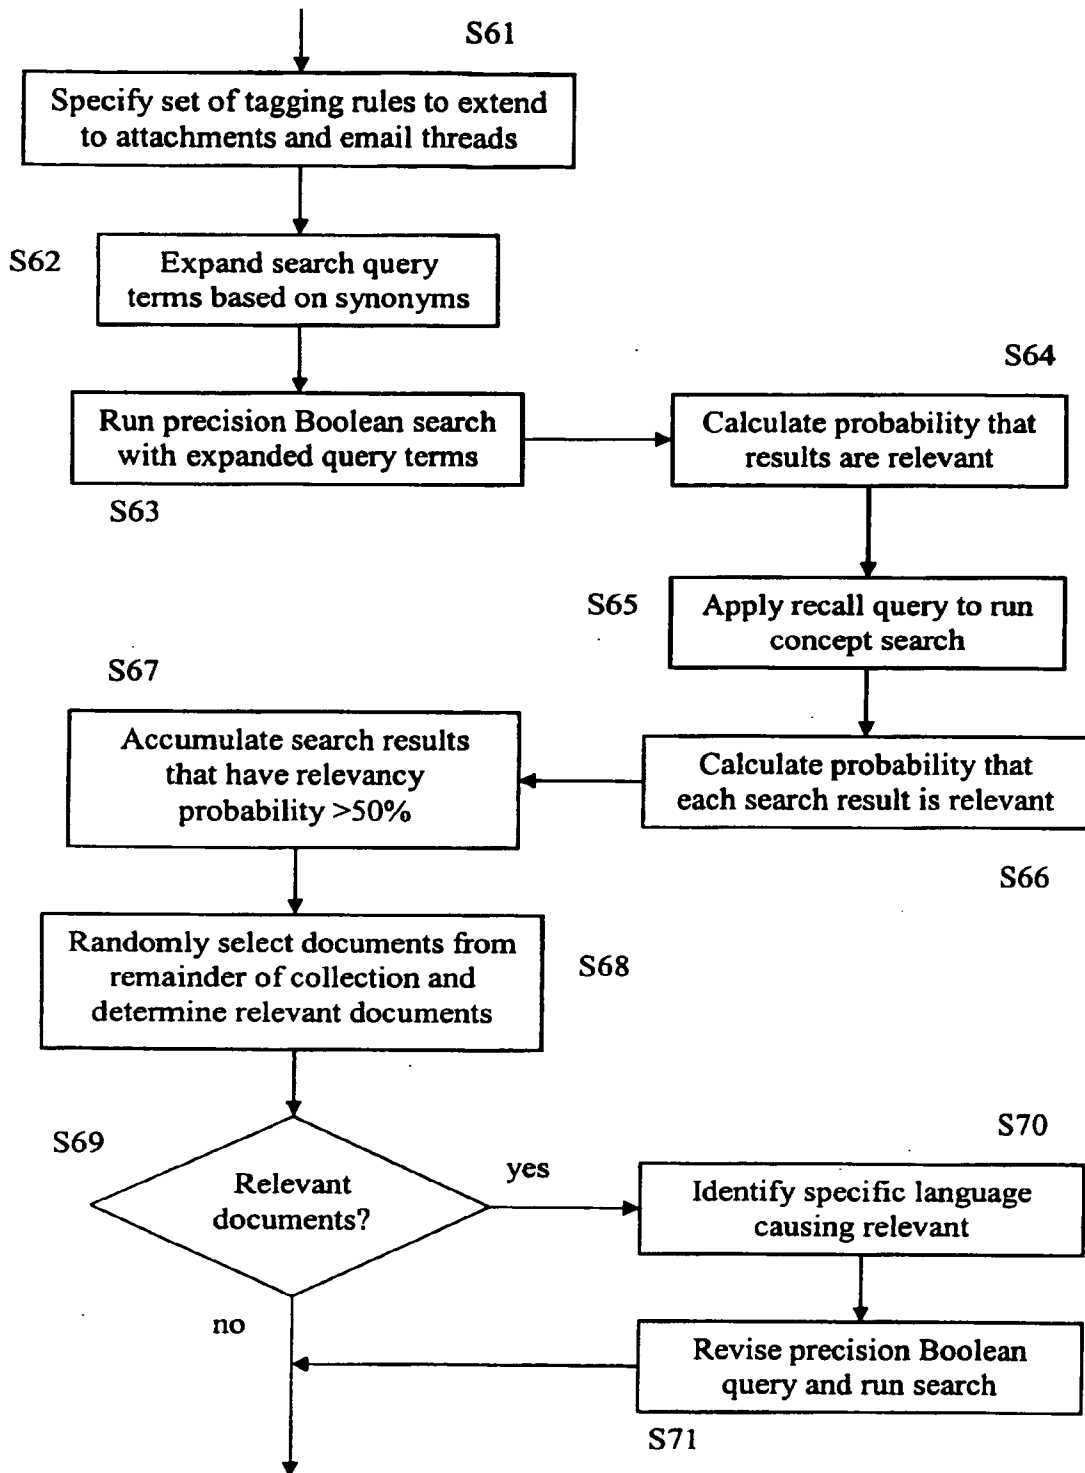 S61
Specify set of tagging rules to extend
to attachments and email threads
S62
Expand search query
terms based on synonyms
S63
Run precision Boolean search
with expanded query terms
S64
Calculate probability that
results are relevant
S65
Apply recall query to run
concept search
S66
Calculate probability that
each search result is relevant
S67
Accumulate search results
that have relevancy
probability >50%
S68
Randomly select documents from
remainder of collection and
determine relevant documents
S69
Relevant
documents?
yes
no
S70
Identify specific language
causing relevant
S71
Revise precision Boolean
query and run search